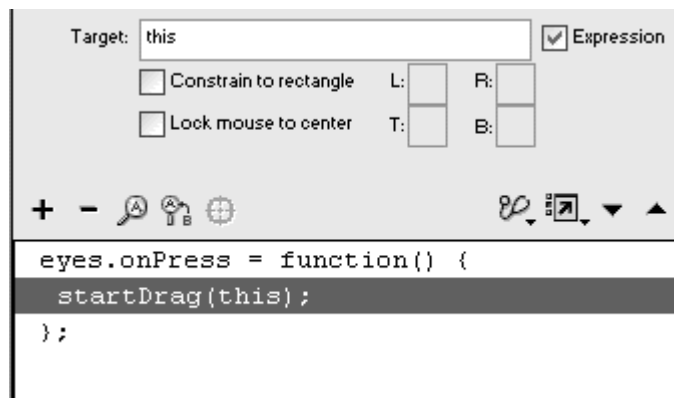 Target: this Expression
Constrain to rectangle L: R:
Lock mouse to center T: B:
eyes.onPress = function() {
startDrag(this);
};